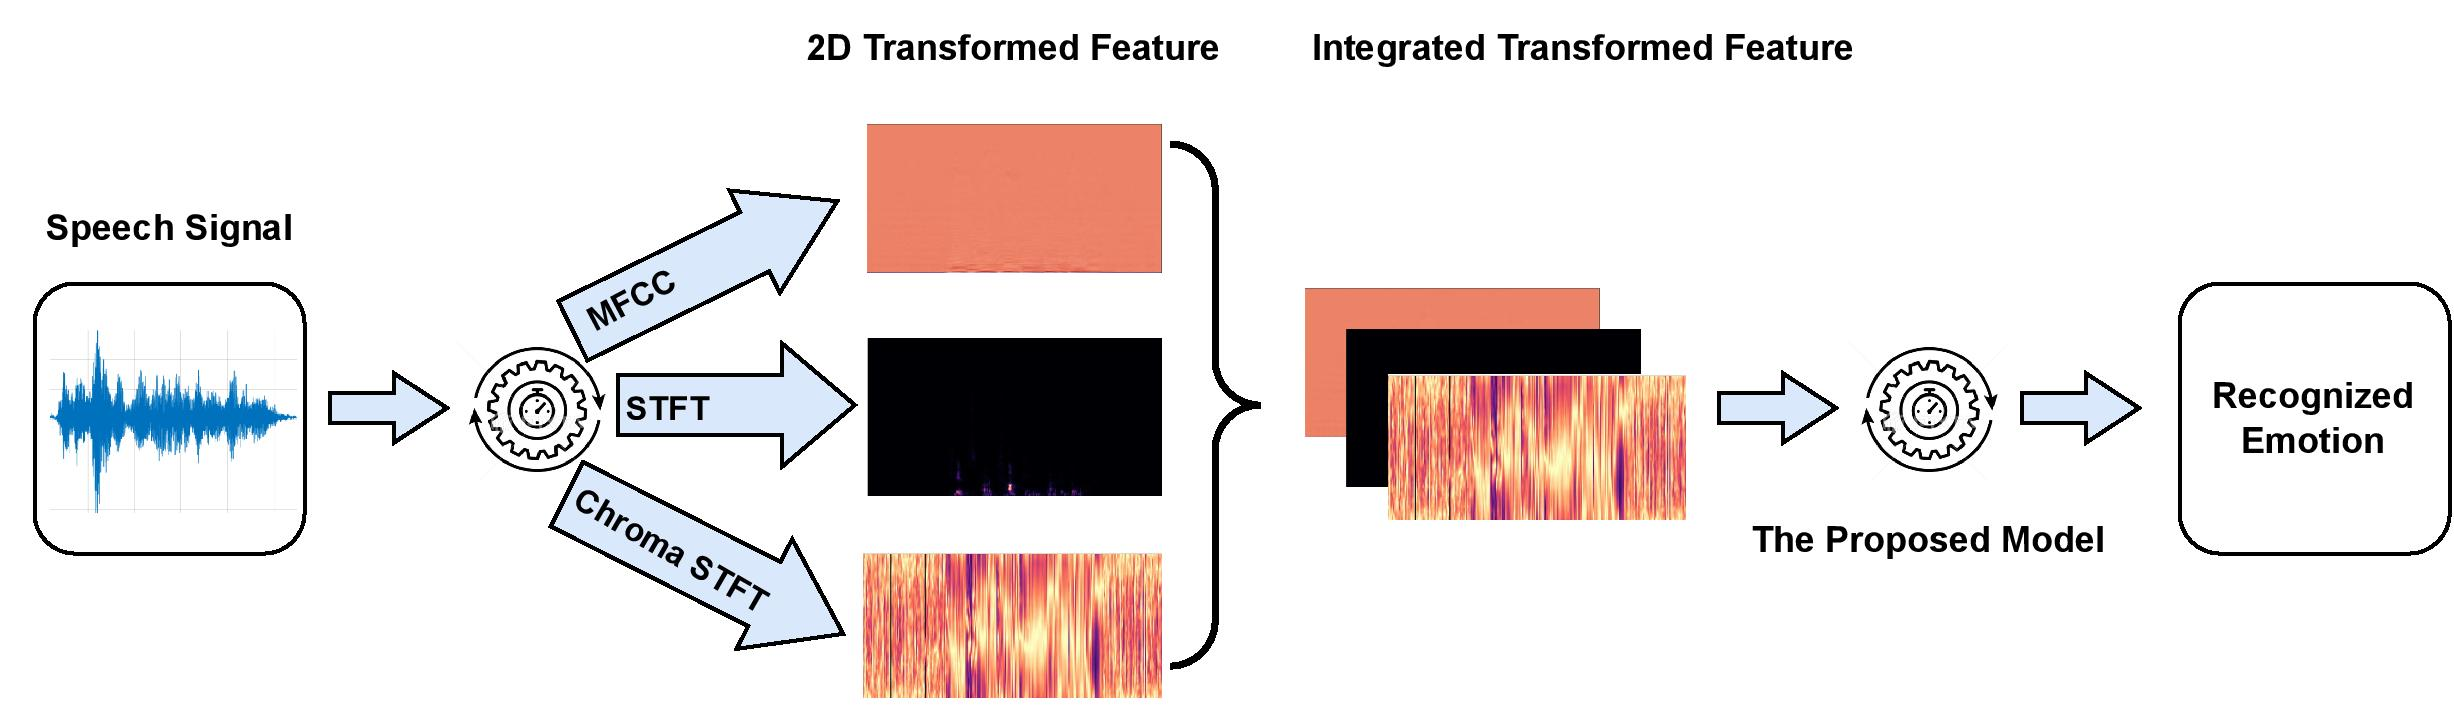 2D Transformed Feature
Integrated Transformed Feature
Speech Signal
MFCC
STFT
Chroma STFT
The Proposed Model
Recognized
Emotion